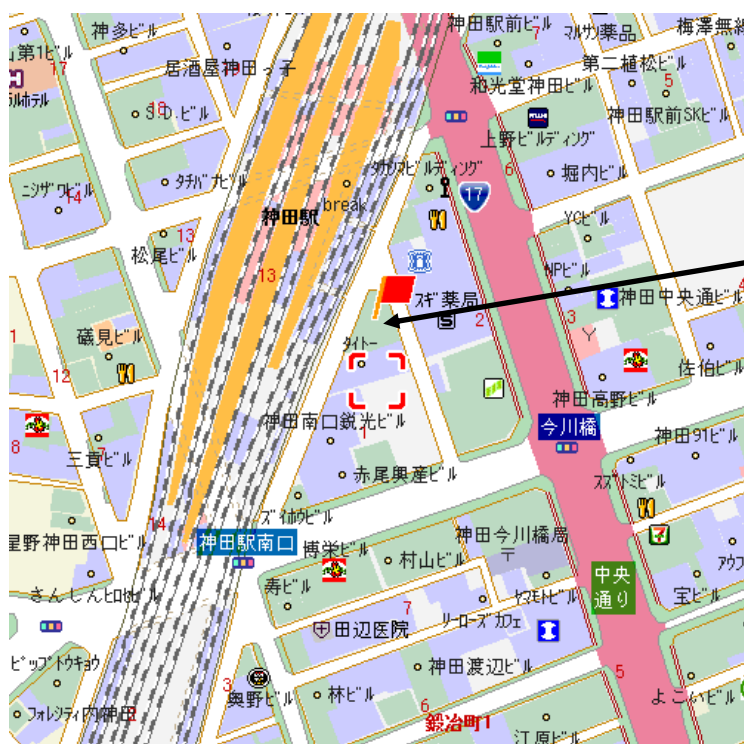 神田駅前ビル
マルサン薬品
梅澤無線
神多ビル
7
山第1ビル
17
居酒屋神田っ子
19
第二植松ビル
5
和光堂神田ビル
S.D.ビル
18
神田駅前SKビル
上野ビルディング
タカシマビルディング
6
堀内ビル
タチバナビル
17
ニシザワビル
14
break
神田駅
YCビル
13
松尾ビル
13
スギ薬局
NPビル
神田中央通ビル
4
2
3
1
磯見ビル
タイトー
12
佐伯ビル
神田高野ビル
神田南口鋭光ビル
1
今川橋
神田91ビル
8
7
三貴ビル
赤尾興産ビル
スズトミビル
14
ズイホウビル
星野神田西口ビル
神田駅南口
博栄ビル
神田今川橋局
村山ビル
きんしんヒロセビル
寿ビル
中央
通り
ヤマモトビル
宝ビル
7
田辺医院
リーローズカフェ
ピップトウキョウ
神田渡辺ビル
3
奥野ビル
林ビル
5
よこいビル
フォレシティ内神田
2
6
鍛冶町1
江原ビル